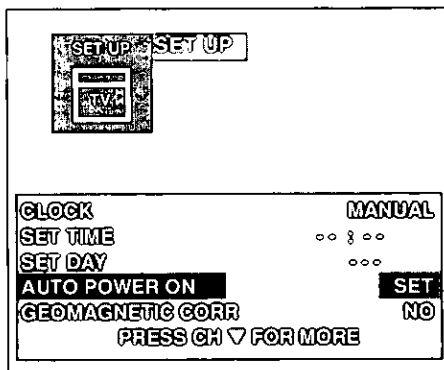 SET UP SET UP
TV
CLOCK MANUAL
SET TIME -- : --
SET DAY ---
AUTO POWER ON SET
GEOMAGNETIC CORR NO
PRESS CH ▽ FOR MORE